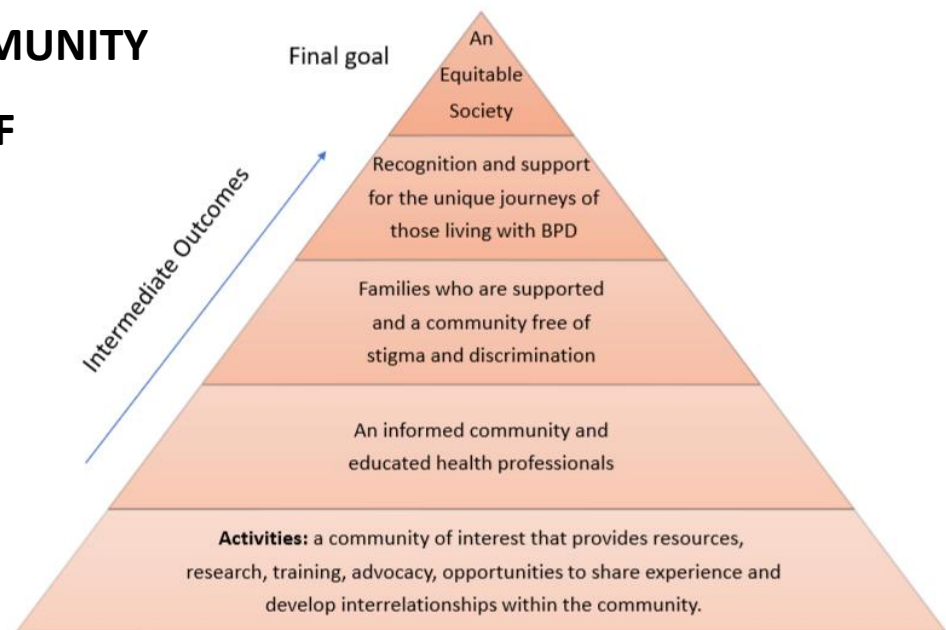 MUNITY
F
Final goal
An
Equitable
Society
Intermediate Outcomes
Recognition and support
for the unique journeys of
those living with BPD
Families who are supported
and a community free of
stigma and discrimination
An informed community and
educated health professionals
Activities: a community of interest that provides resources,
research, training, advocacy, opportunities to share experience and
develop interrelationships within the community.